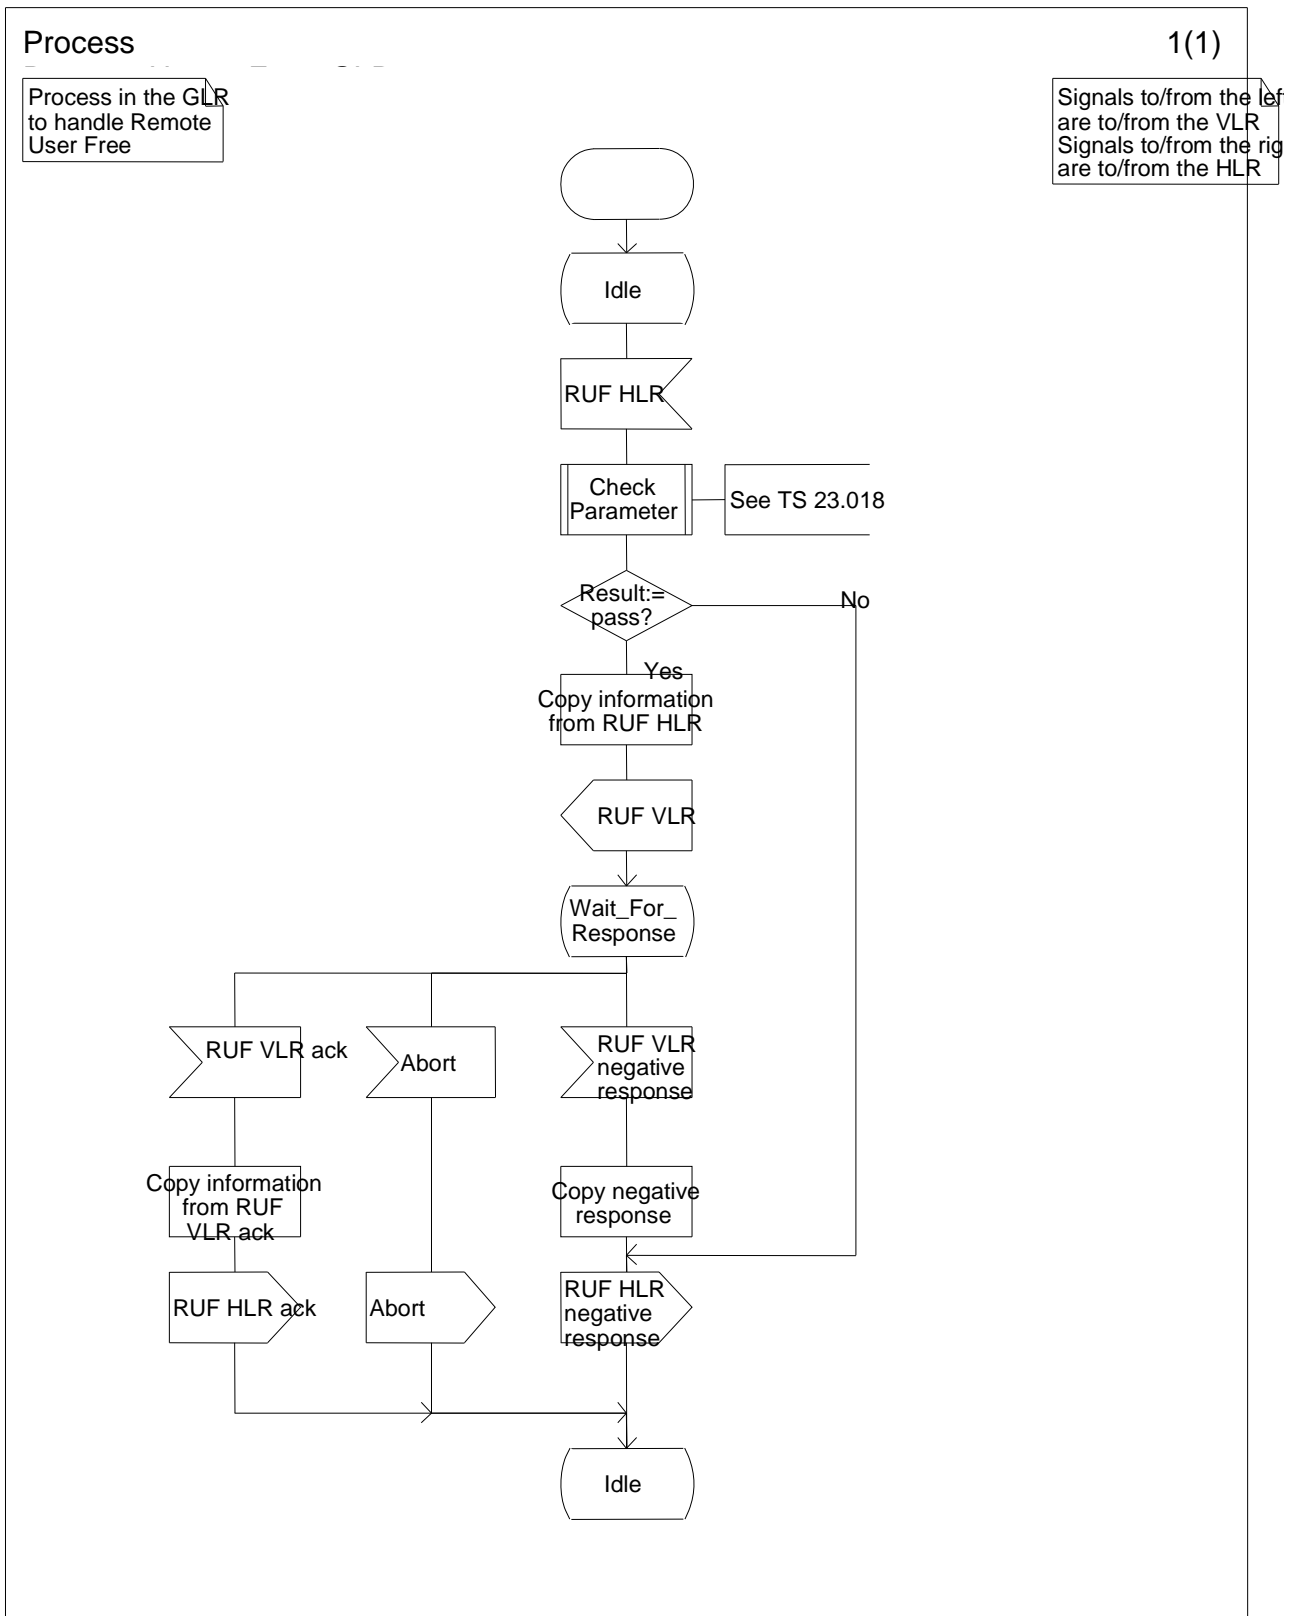 Process
1(1)
Process in the GLR
to handle Remote
User Free
Signals to/from the lef
are to/from the VLR
Signals to/from the rig
are to/from the HLR
Idle
RUF HLR
Check
Parameter
See TS 23.018
Result:=
pass?
No
Yes
Copy information
from RUF HLR
RUF VLR
Wait_For_
Response
RUF VLR ack
Abort
RUF VLR
negative
response
Copy information
from RUF
VLR ack
Copy negative
response
RUF HLR ack
Abort
RUF HLR
negative
response
Idle